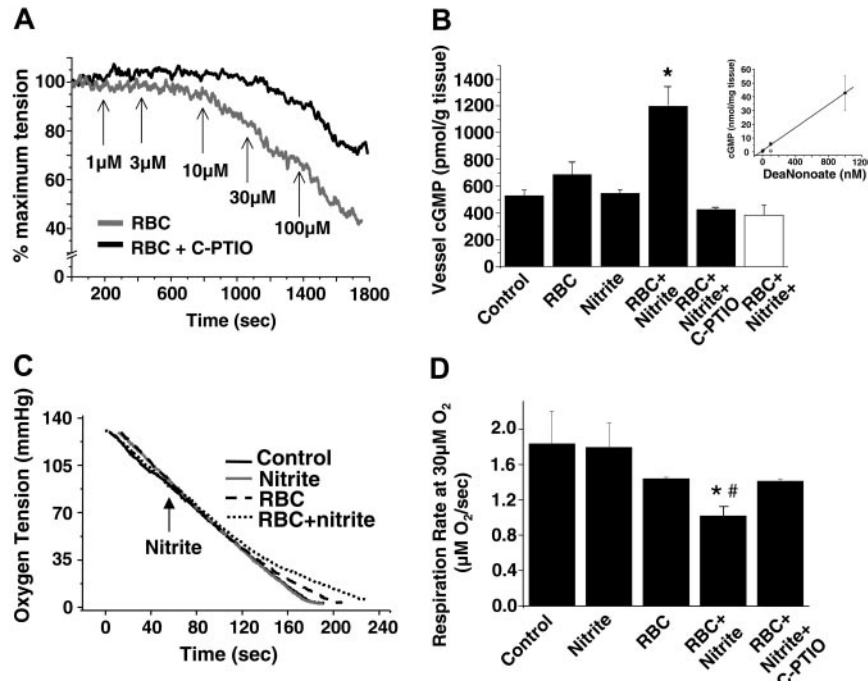 A
% maximum tension
100
80
60
40
0
1µM
3µM
10µM
30µM
100µM
RBC
RBC + C-PTIO
200
600
1000
1400
1800
Time (sec)
B
Vessel cGMP (pmol/g tissue)
1400
1200
1000
800
600
400
200
0
*
Control
RBC
Nitrite
RBC+
Nitrite
RBC+
Nitrite+
C-PTIO
RBC+
Nitrite+
cGMP (nmol/mg tissue)
60
50
40
30
20
10
0
0
400
800
1200
DeaNonoate (nM)
C
Oxygen Tension (mmHg)
140
105
70
35
0
Control
Nitrite
RBC
RBC+nitrite
Nitrite
0
40
80
120
160
200
240
Time (sec)
D
Respiration Rate at 30µM O₂
(µM O₂/sec)
2.0
1.6
1.2
0.8
0.4
0.0
* #
Control
Nitrite
RBC
RBC+
Nitrite
RBC+
Nitrite+
C-PTIO